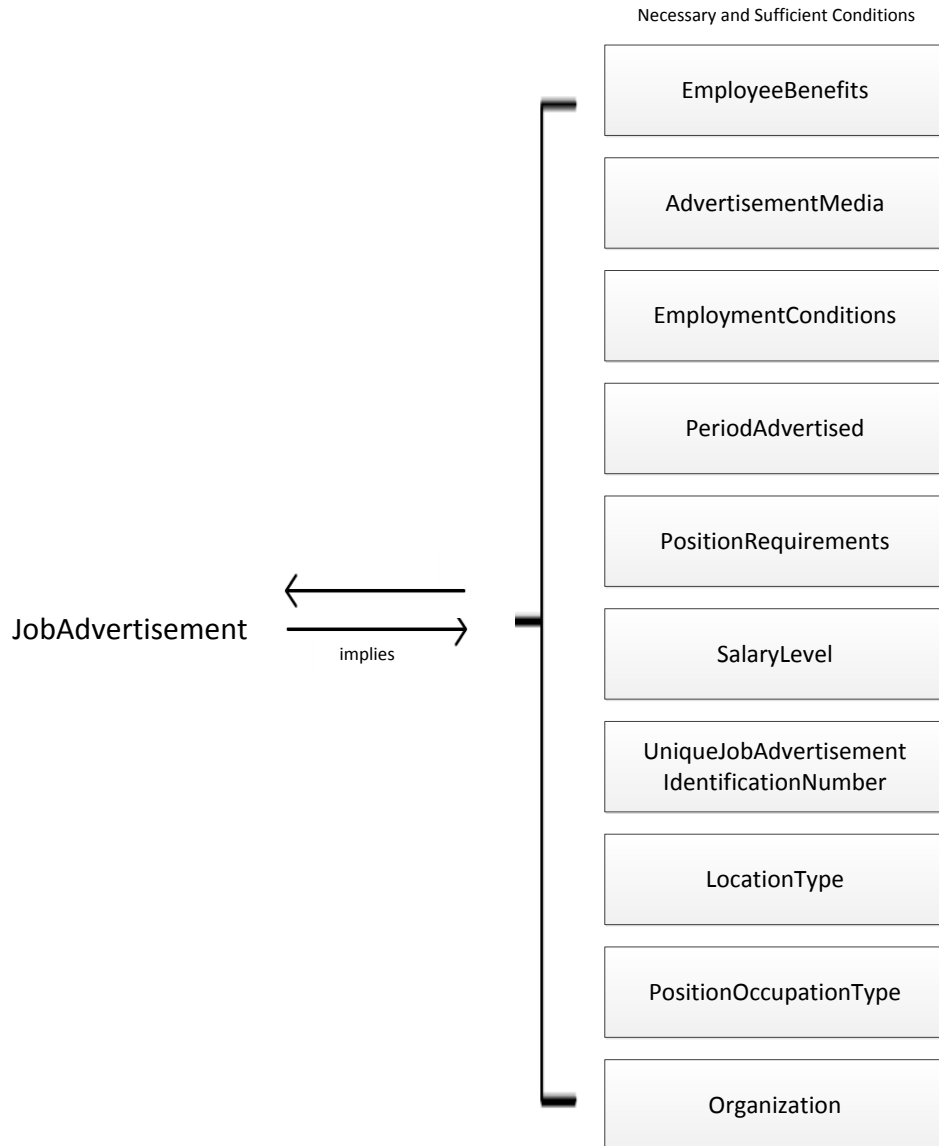 Necessary and Sufficient Conditions
EmployeeBenefits
AdvertisementMedia
EmploymentConditions
PeriodAdvertised
PositionRequirements
JobAdvertisement
implies
SalaryLevel
UniqueJobAdvertisement
IdentificationNumber
LocationType
PositionOccupationType
Organization